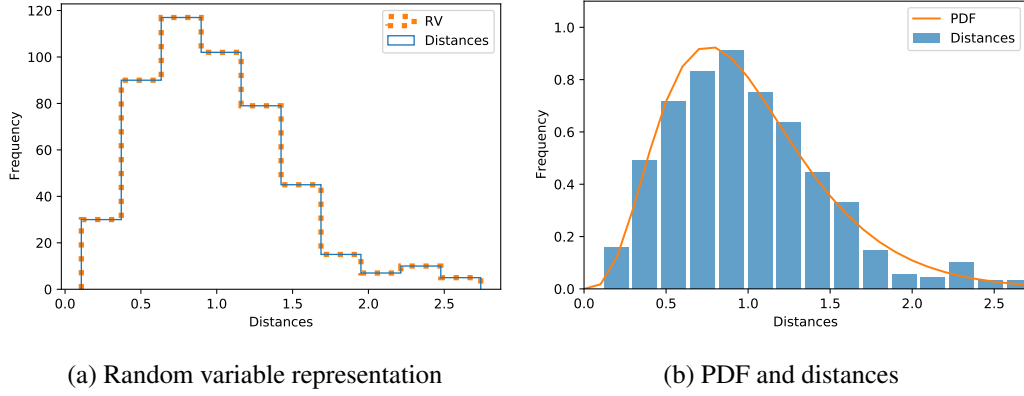 120
100
80
60
40
20
0
Frequency
RV
Distances
0.0 0.5 1.0 1.5 2.0 2.5
Distances
(a) Random variable representation
1.0
0.8
0.6
0.4
0.2
0.0
Frequency
PDF
Distances
0.0 0.5 1.0 1.5 2.0 2.5
Distances
(b) PDF and distances